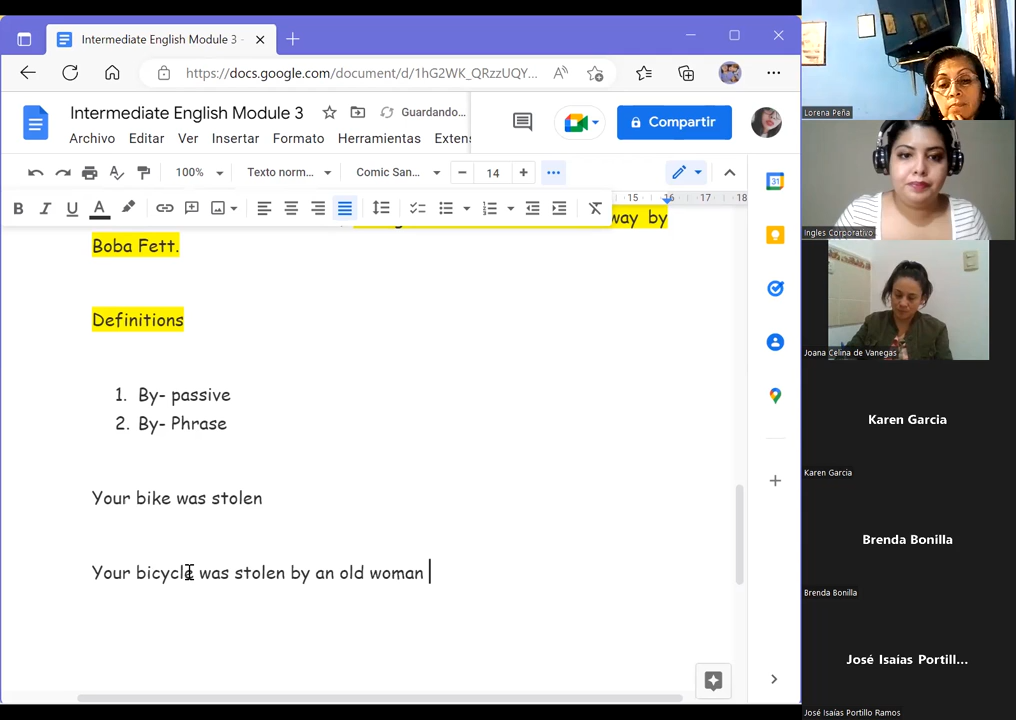 Intermediate English Module 3 -
https://docs.google.com/document/d/1hG2WK_QRzzUQY...
Intermediate English Module 3
Guardando...
Compartir
Archivo Editar Ver Insertar Formato Herramientas Exten
100% Texto norm... Comic San... 14
15 16 17 18
way by
Boba Fett.
Definitions
1. By- passive
2. By- Phrase
Your bike was stolen
Your bicycle was stolen by an old woman
Lorena Peña
Ingles Corporativo
Joana Celina de Vanegas
Karen Garcia
Karen Garcia
Brenda Bonilla
Brenda Bonilla
José Isaías Portill...
José Isaías Portillo Ramos